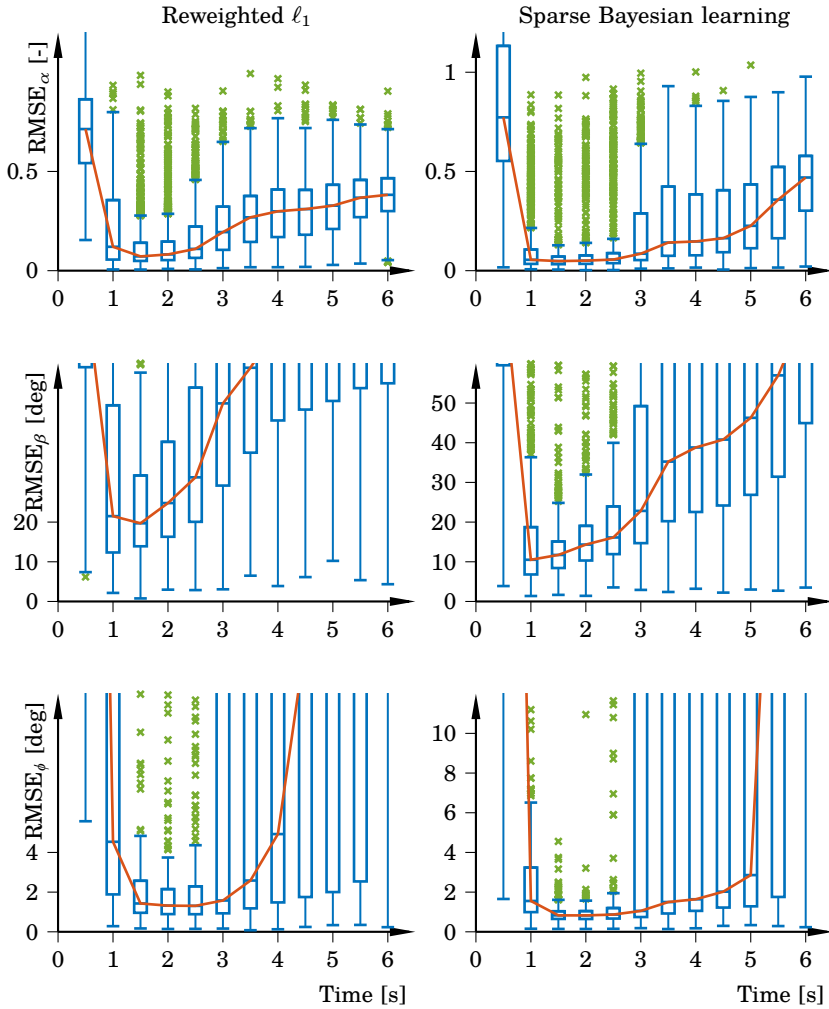 Reweighted ℓ₁
Sparse Bayesian learning
RMSE_α [-]
0.5
0
0 1 2 3 4 5 6
1
0.5
0
0 1 2 3 4 5 6
RMSE_β [deg]
20
10
0
0 1 2 3 4 5 6
50
40
30
20
10
0
0 1 2 3 4 5 6
RMSE_ϕ [deg]
4
2
0
0 1 2 3 4 5 6
Time [s]
10
8
6
4
2
0
0 1 2 3 4 5 6
Time [s]